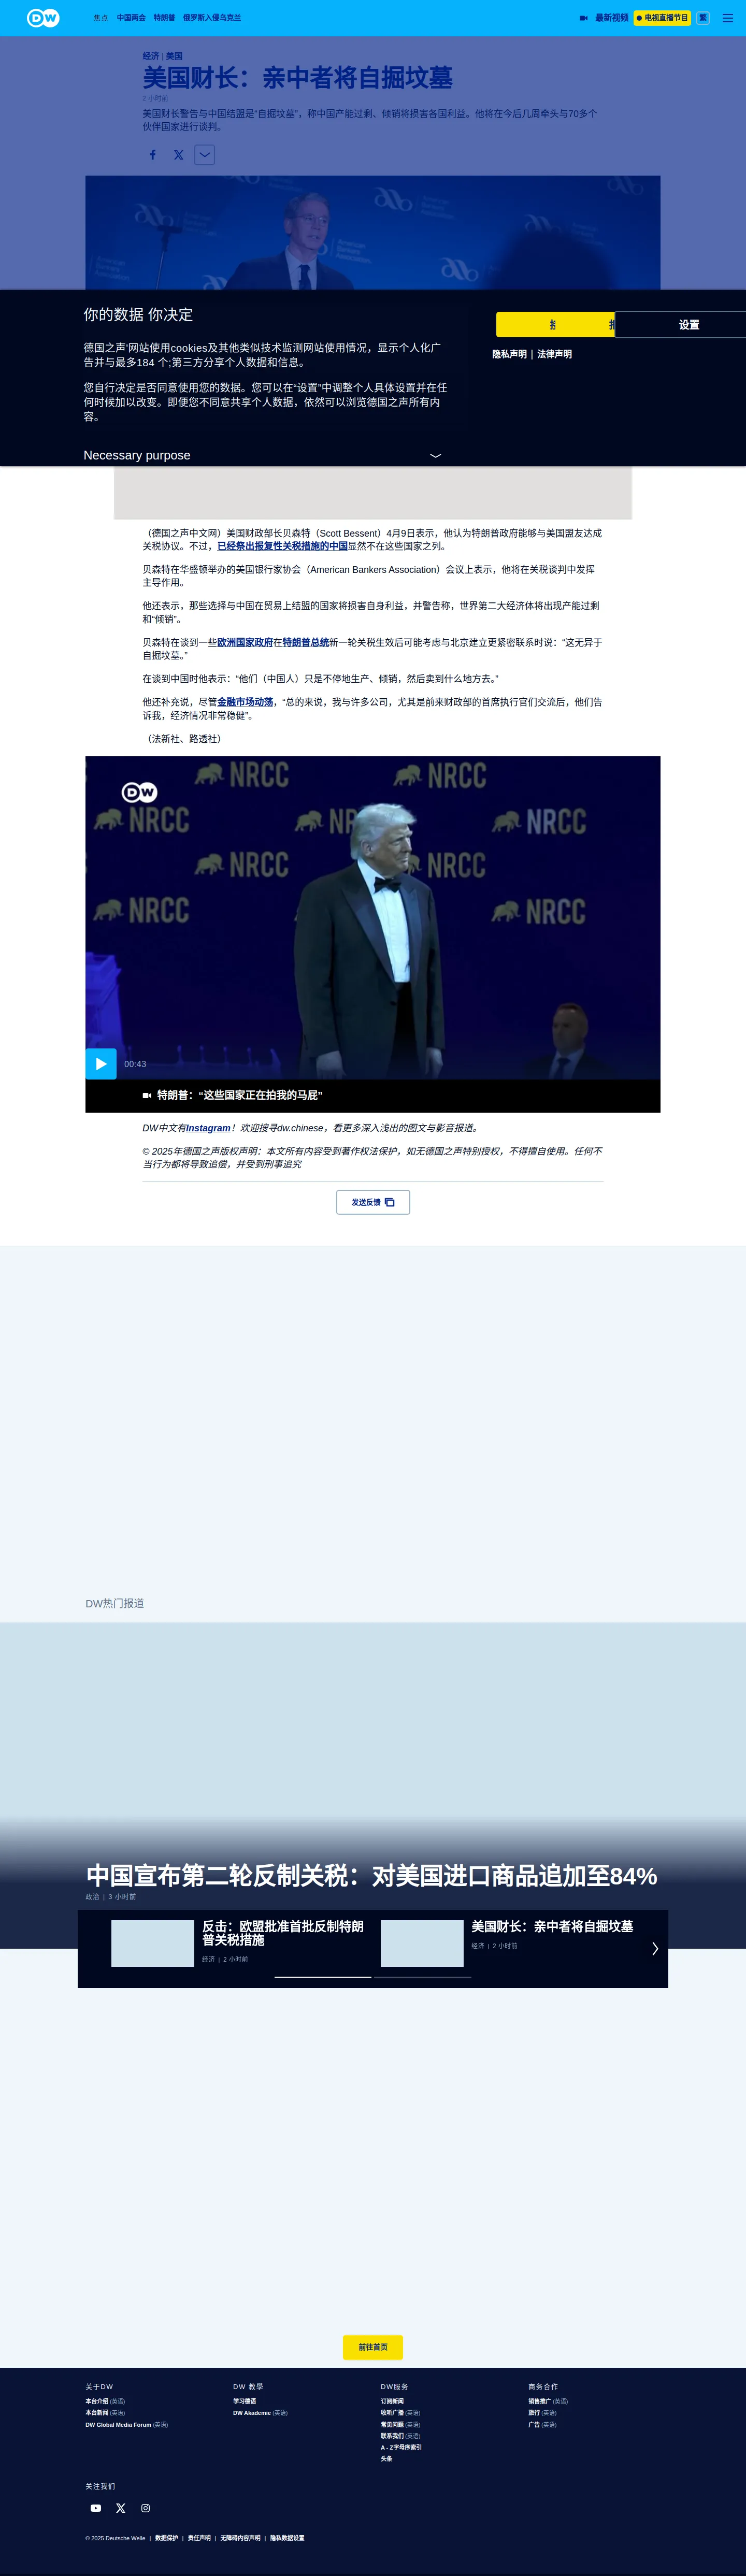 DW
焦点 中国两会 特朗普 俄罗斯入侵乌克兰
最新视频 电视直播节目 繁
经济 | 美国
美国财长：亲中者将自掘坟墓
2 小时前
美国财长警告与中国结盟是“自掘坟墓”，称中国产能过剩、倾销将损害各国利益。他将在今后几周牵头与70多个
伙伴国家进行谈判。
American
Bankers
Association
你的数据 你决定
德国之声'网站使用cookies及其他类似技术监测网站使用情况，显示个人化广
告并与最多184 个;第三方分享个人数据和信息。
您自行决定是否同意使用您的数据。您可以在“设置”中调整个人具体设置并在任
何时候加以改变。即便您不同意共享个人数据，依然可以浏览德国之声所有内
容。
Necessary purpose
设置
隐私声明 | 法律声明
（德国之声中文网）美国财政部长贝森特（Scott Bessent）4月9日表示，他认为特朗普政府能够与美国盟友达成
关税协议。不过，已经祭出报复性关税措施的中国显然不在这些国家之列。
贝森特在华盛顿举办的美国银行家协会（American Bankers Association）会议上表示，他将在关税谈判中发挥
主导作用。
他还表示，那些选择与中国在贸易上结盟的国家将损害自身利益，并警告称，世界第二大经济体将出现产能过剩
和“倾销”。
贝森特在谈到一些欧洲国家政府在特朗普总统新一轮关税生效后可能考虑与北京建立更紧密联系时说：“这无异于
自掘坟墓。”
在谈到中国时他表示：“他们（中国人）只是不停地生产、倾销，然后卖到什么地方去。”
他还补充说，尽管金融市场动荡，“总的来说，我与许多公司，尤其是前来财政部的首席执行官们交流后，他们告
诉我，经济情况非常稳健”。
（法新社、路透社）
DW
NRCC NRCC NRCC
NRCC NRCC NRCC
NRCC NRCC
00:43
特朗普：“这些国家正在拍我的马屁”
DW中文有Instagram！欢迎搜寻dw.chinese，看更多深入浅出的图文与影音报道。
© 2025年德国之声版权声明：本文所有内容受到著作权法保护，如无德国之声特别授权，不得擅自使用。任何不
当行为都将导致追偿，并受到刑事追究
发送反馈
DW热门报道
中国宣布第二轮反制关税：对美国进口商品追加至84%
政治 | 3 小时前
反击：欧盟批准首批反制特朗
普关税措施
经济 | 2 小时前
美国财长：亲中者将自掘坟墓
经济 | 2 小时前
前往首页
关于DW
本台介绍 (英语)
本台新闻 (英语)
DW Global Media Forum (英语)
DW 教學
学习德语
DW Akademie (英语)
DW服务
订阅新闻
收听广播 (英语)
常见问题 (英语)
联系我们 (英语)
A - Z字母序索引
头条
商务合作
销售推广 (英语)
旅行 (英语)
广告 (英语)
关注我们
© 2025 Deutsche Welle | 数据保护 | 责任声明 | 无障碍内容声明 | 隐私数据设置